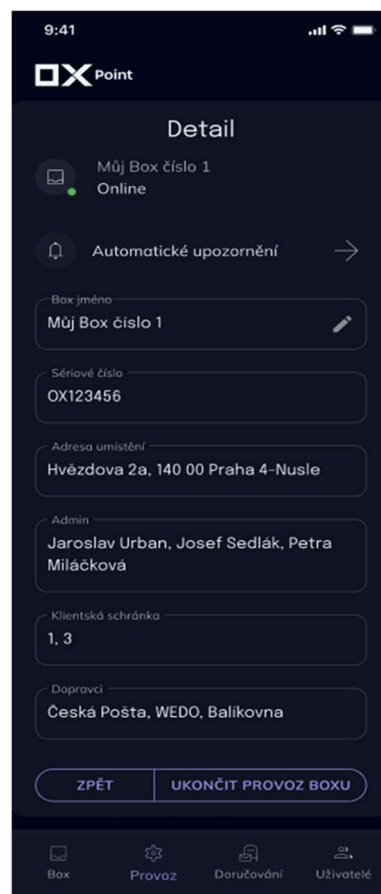 9:41
OX Point
Detail
Můj Box číslo 1
Online
Automatické upozornění
Box jméno
Můj Box číslo 1
Sériové číslo
OX123456
Adresa umístění
Hvězdova 2a, 140 00 Praha 4-Nusle
Admin
Jaroslav Urban, Josef Sedlák, Petra
Miláčková
Klientská schránka
1, 3
Dopravci
Česká Pošta, WEDO, Balíkovna
ZPĚT UKONČIT PROVOZ BOXU
Box Provoz Doručování Uživatelé